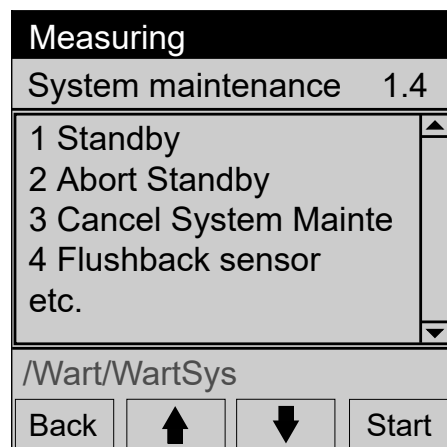 Measuring
System maintenance 1.4
1 Standby
2 Abort Standby
3 Cancel System Mainte
4 Flushback sensor
etc.
/Wart/WartSys
Back Start